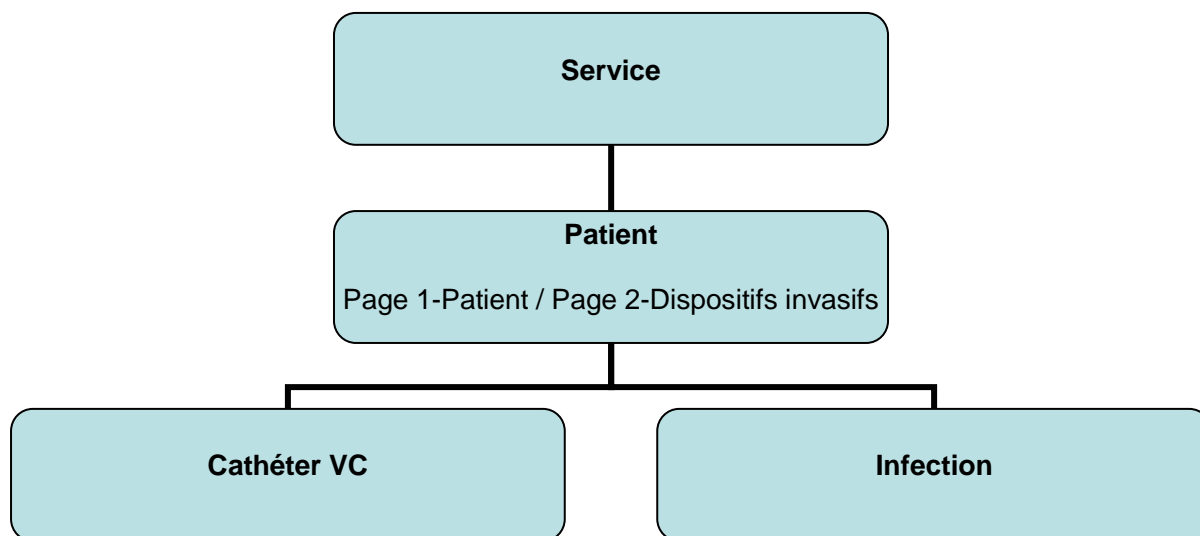 Service
Patient
Page 1-Patient / Page 2-Dispositifs invasifs
Cathéter VC
Infection